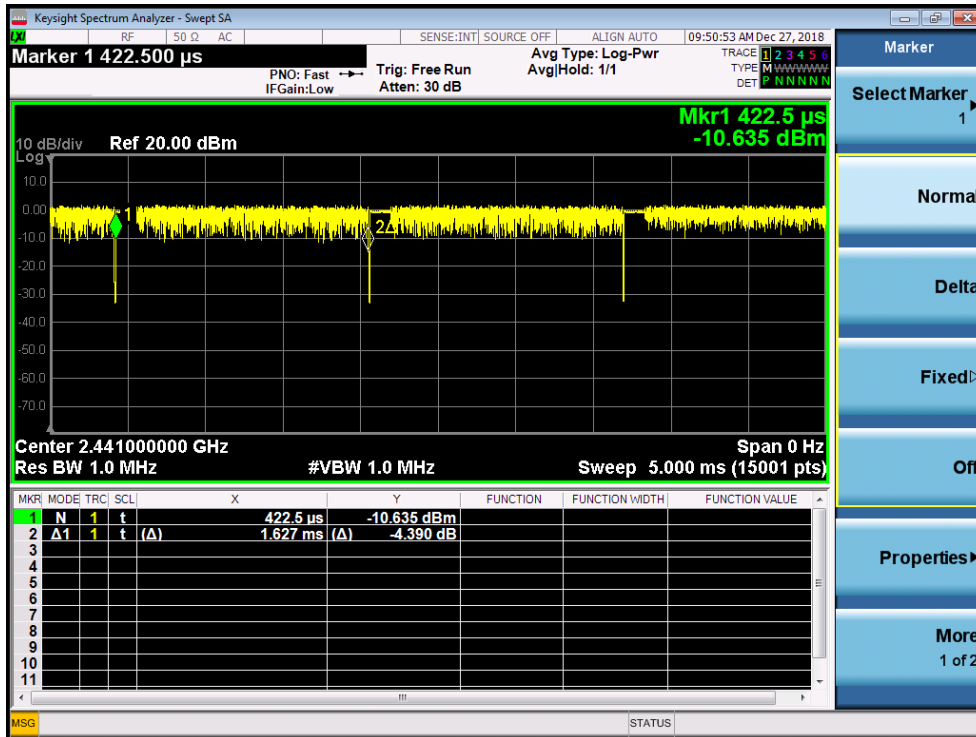 Keysight Spectrum Analyzer - Swept SA
LXI RF 50 Ω AC SENSE:INT SOURCE OFF ALIGN AUTO 09:50:53 AM Dec 27, 2018
Marker 1 422.500 µs
PNO: Fast
IFGain:Low
Trig: Free Run
Atten: 30 dB
Avg Type: Log-Pwr
Avg|Hold: 1/1
TRACE 1 2 3 4 5 6
TYPE M WWWWW
DET P N N N N N
Mkr1 422.5 µs
-10.635 dBm
10 dB/div Ref 20.00 dBm
Log
10.0
0.00
-10.0
-20.0
-30.0
-40.0
-50.0
-60.0
-70.0
1
2Δ
Center 2.441000000 GHz Span 0 Hz
Res BW 1.0 MHz #VBW 1.0 MHz Sweep 5.000 ms (15001 pts)
MKR MODE TRC SCL X Y FUNCTION FUNCTION WIDTH FUNCTION VALUE
1 N 1 t 422.5 µs -10.635 dBm
2 Δ1 1 t (Δ) 1.627 ms (Δ) -4.390 dB
3
4
5
6
7
8
9
10
11
MSG STATUS
Marker
Select Marker
1
Normal
Delta
Fixed
Off
Properties
More
1 of 2